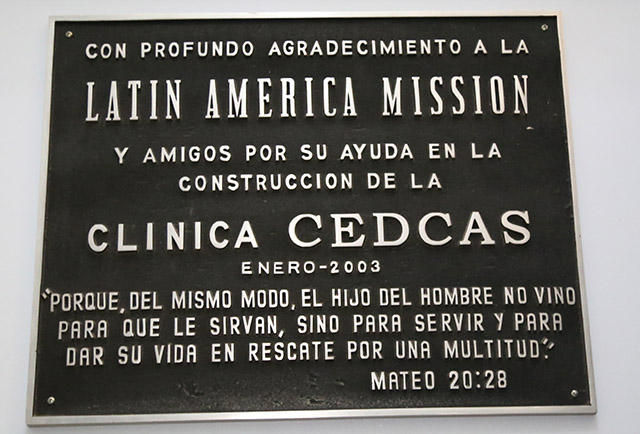 CON PROFUNDO AGRADECIMIENTO A LA
LATIN AMERICA MISSION
Y AMIGOS POR SU AYUDA EN LA
CONSTRUCCION DE LA
CLINICA CEDCAS
ENERO-2003
"PORQUE, DEL MISMO MODO, EL HIJO DEL HOMBRE NO VINO
PARA QUE LE SIRVAN, SINO PARA SERVIR Y PARA
DAR SU VIDA EN RESCATE POR UNA MULTITUD."
MATEO 20:28